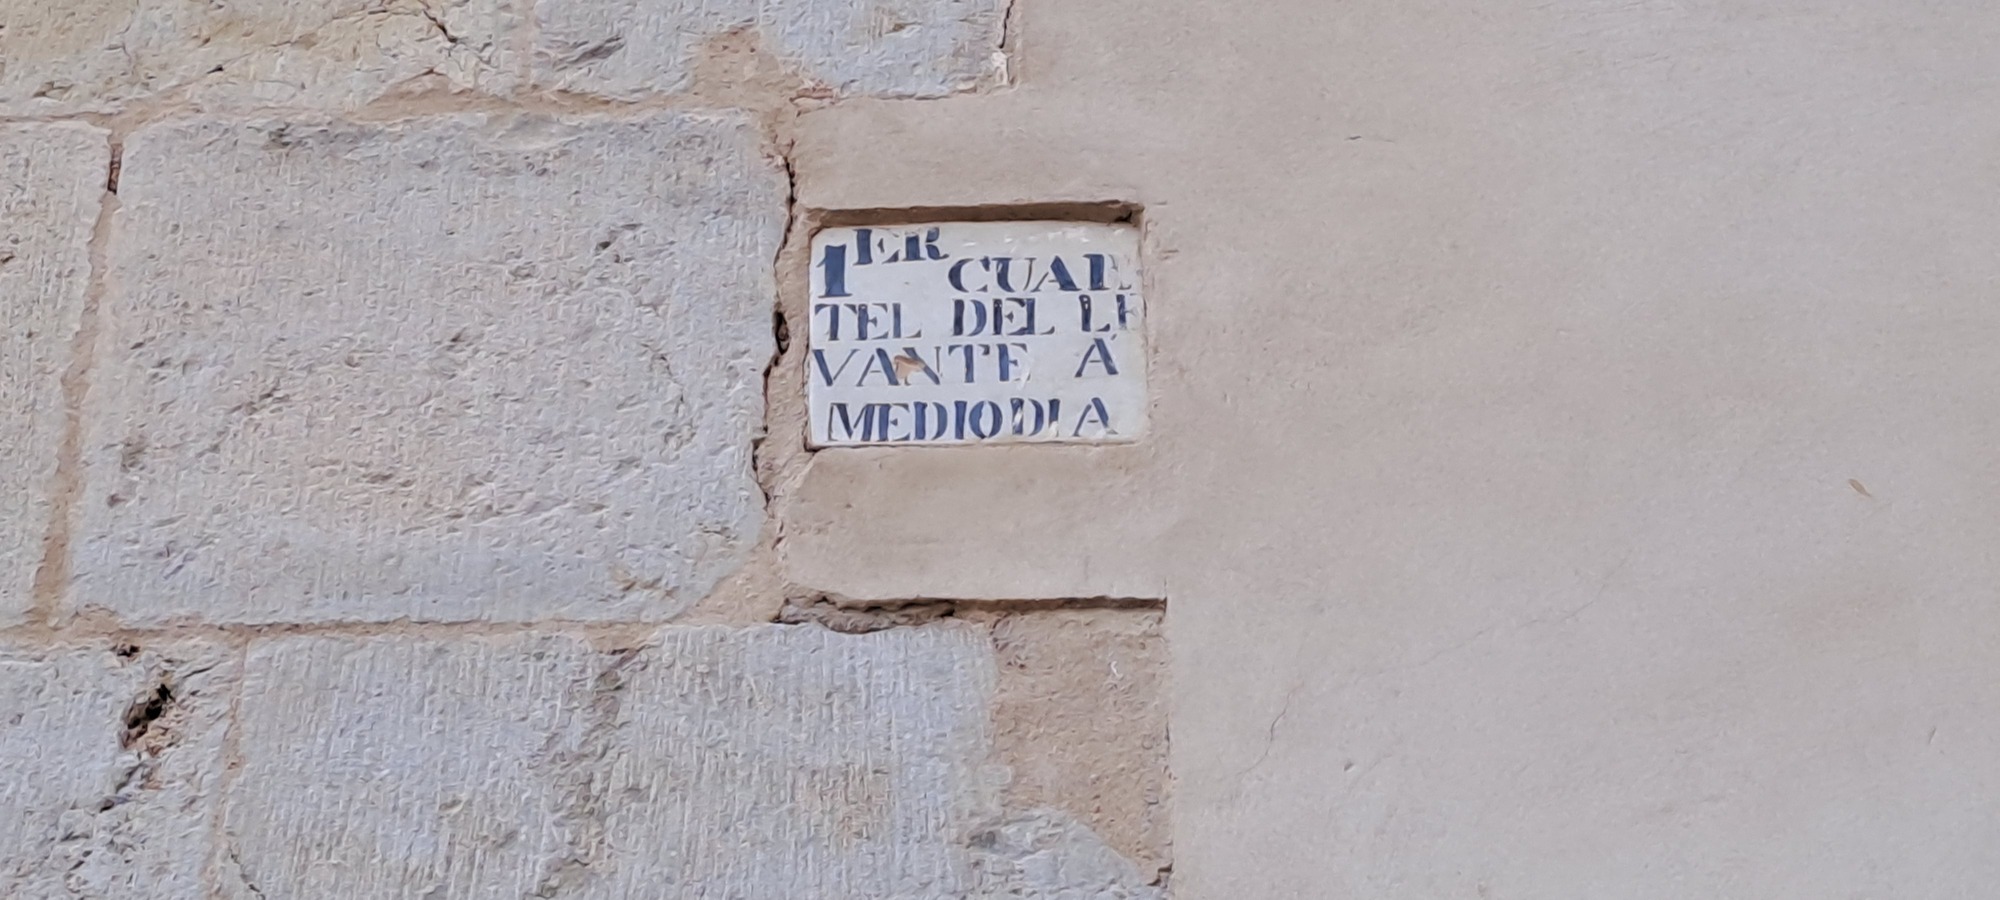 1ER CUAR
TEL DEL LE
VANTE Á
MEDIODIA